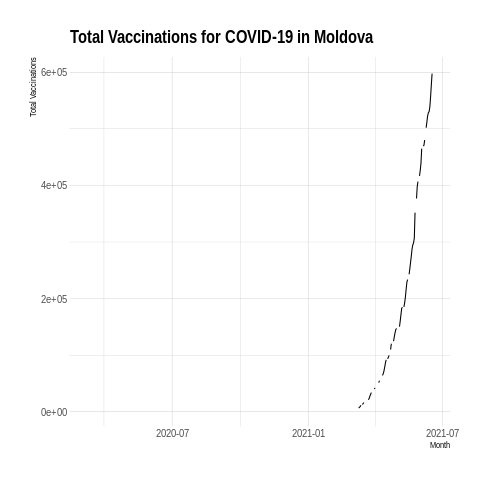 Total Vaccinations for COVID-19 in Moldova
Total Vaccinations
6e+05
4e+05
2e+05
0e+00
2020-07
2021-01
2021-07
Month